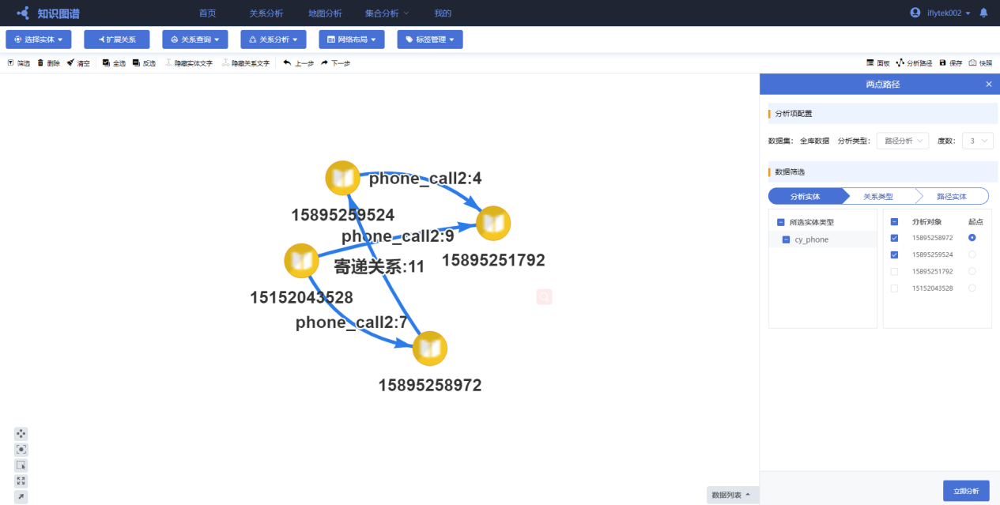 知识图谱 首页 关系分析 地图分析 集合分析 我的 iflytek002
选择实体 扩展关系 关系查询 关系分析 网络布局 标签管理
筛选 删除 清空 全选 反选 隐藏实体文字 隐藏关系文字 上一步 下一步 面板 分析路径 保存 快照
phone_call2:4
15895259524
phone_call2:9
寄递关系:11
15895251792
15152043528
phone_call2:7
15895258972
数据列表
两点路径
分析项配置
数据集: 全库数据 分析类型: 路径分析 度数: 3
数据筛选
分析实体 关系类型 路径实体
所选实体类型
cy_phone
分析对象 起点
15895258972
15895259524
15895251792
15152043528
立即分析